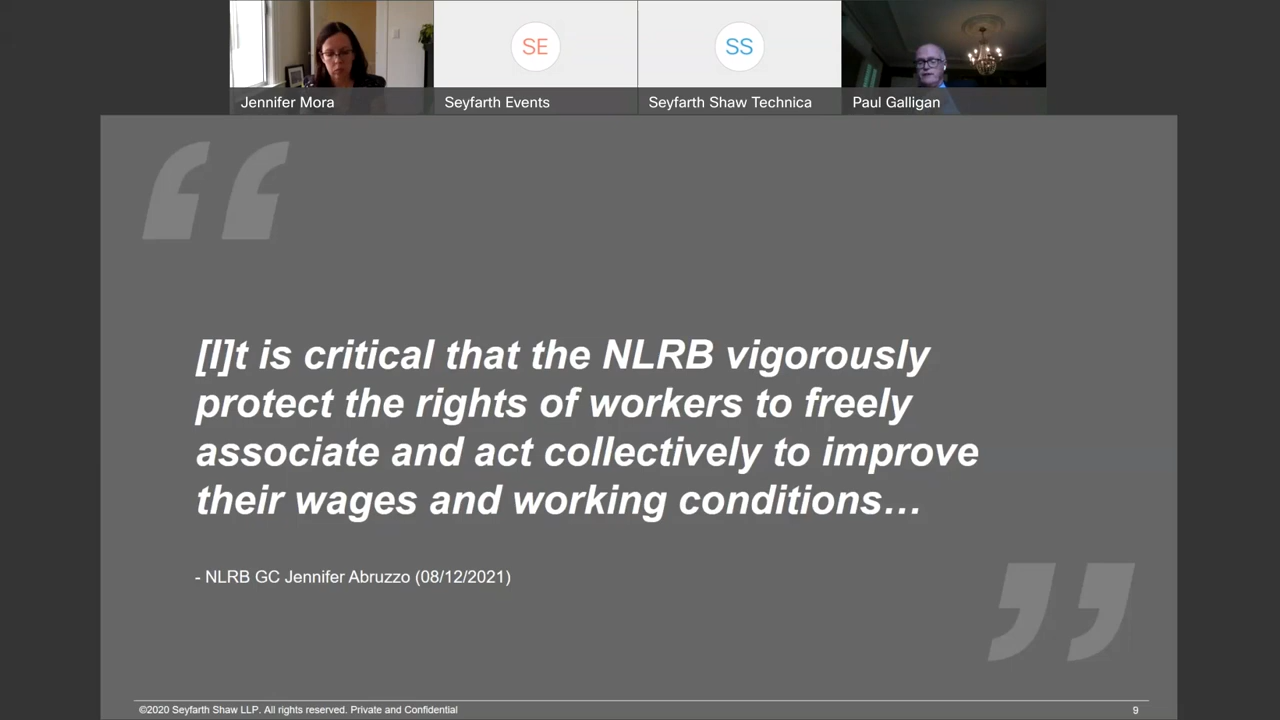 SE
SS
Jennifer Mora
Seyfarth Events
Seyfarth Shaw Technica
Paul Galligan
“
[I]t is critical that the NLRB vigorously
protect the rights of workers to freely
associate and act collectively to improve
their wages and working conditions…
- NLRB GC Jennifer Abruzzo (08/12/2021)
”
©2020 Seyfarth Shaw LLP. All rights reserved. Private and Confidential
9